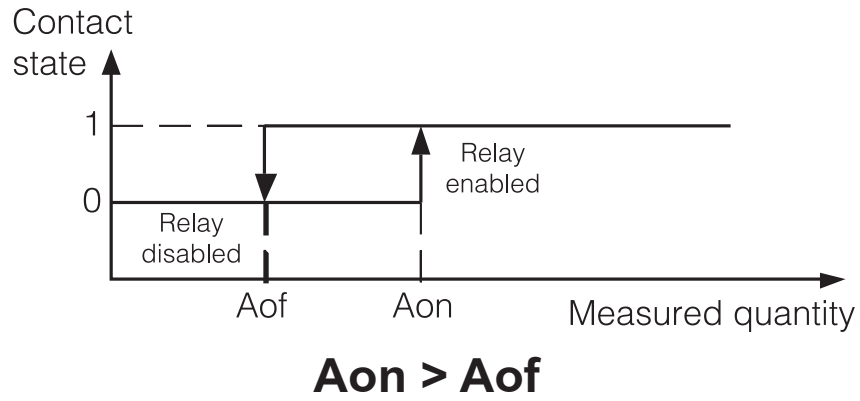 Contact
state
1
Relay
enabled
0
Relay
disabled
Aof
Aon
Measured quantity
Aon > Aof